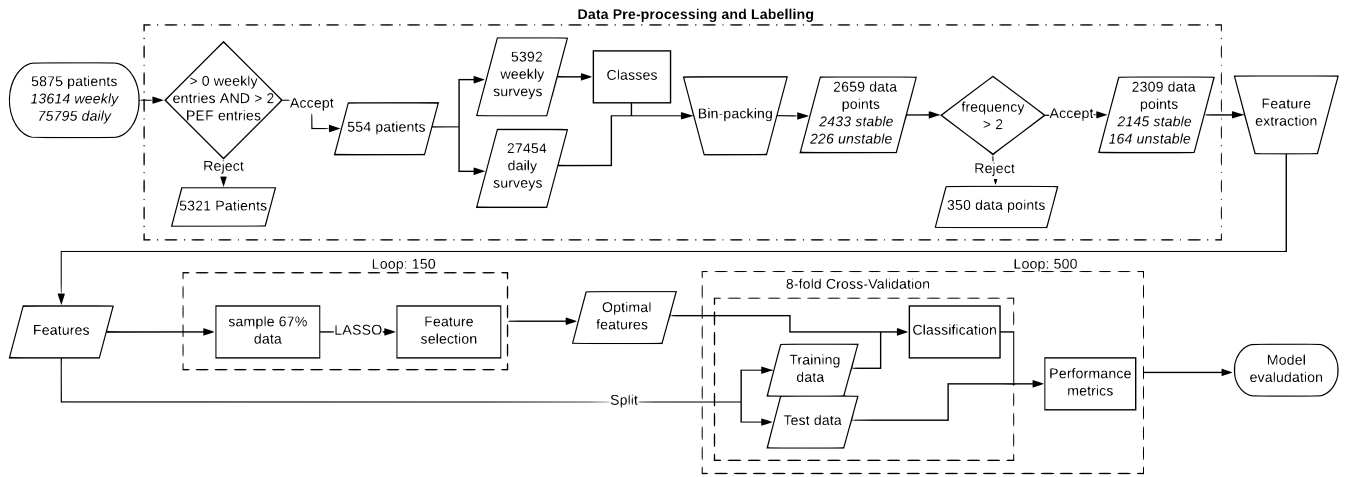 Data Pre-processing and Labelling
5875 patients
13614 weekly
75795 daily
> 0 weekly
entries AND > 2
PEF entries
Accept
Reject
5321 Patients
554 patients
5392
weekly
surveys
27454
daily
surveys
Classes
Bin-packing
2659 data
points
2433 stable
226 unstable
frequency
> 2
Accept
Reject
350 data points
2309 data
points
2145 stable
164 unstable
Feature
extraction
Features
Loop: 150
sample 67%
data
LASSO
Feature
selection
Optimal
features
Split
Loop: 500
8-fold Cross-Validation
Training
data
Test data
Classification
Performance
metrics
Model
evaludation